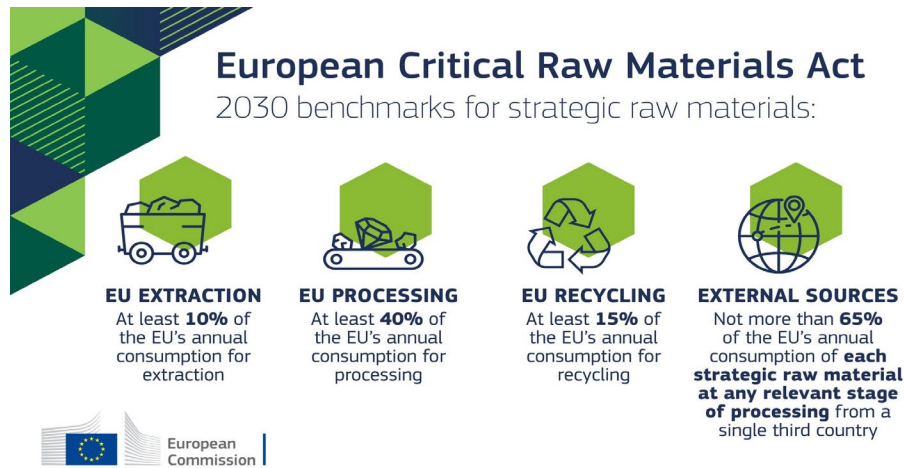 European Critical Raw Materials Act
2030 benchmarks for strategic raw materials:
EU EXTRACTION
At least 10% of
the EU's annual
consumption for
extraction
EU PROCESSING
At least 40% of
the EU's annual
consumption for
processing
EU RECYCLING
At least 15% of
the EU's annual
consumption for
recycling
EXTERNAL SOURCES
Not more than 65%
of the EU's annual
consumption of each
strategic raw material
at any relevant stage
of processing from a
single third country
European
Commission